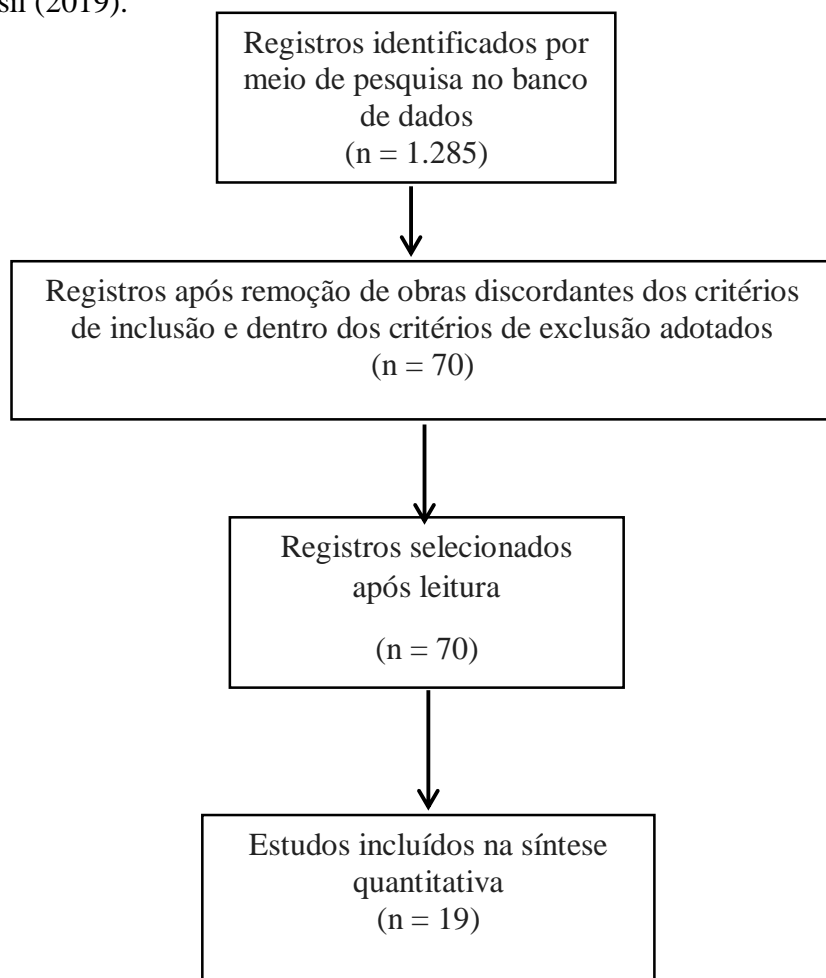 (2019).
Registros identificados por
meio de pesquisa no banco
de dados
(n = 1.285)
Registros após remoção de obras discordantes dos critérios
de inclusão e dentro dos critérios de exclusão adotados
(n = 70)
Registros selecionados
após leitura
(n = 70)
Estudos incluídos na síntese
quantitativa
(n = 19)